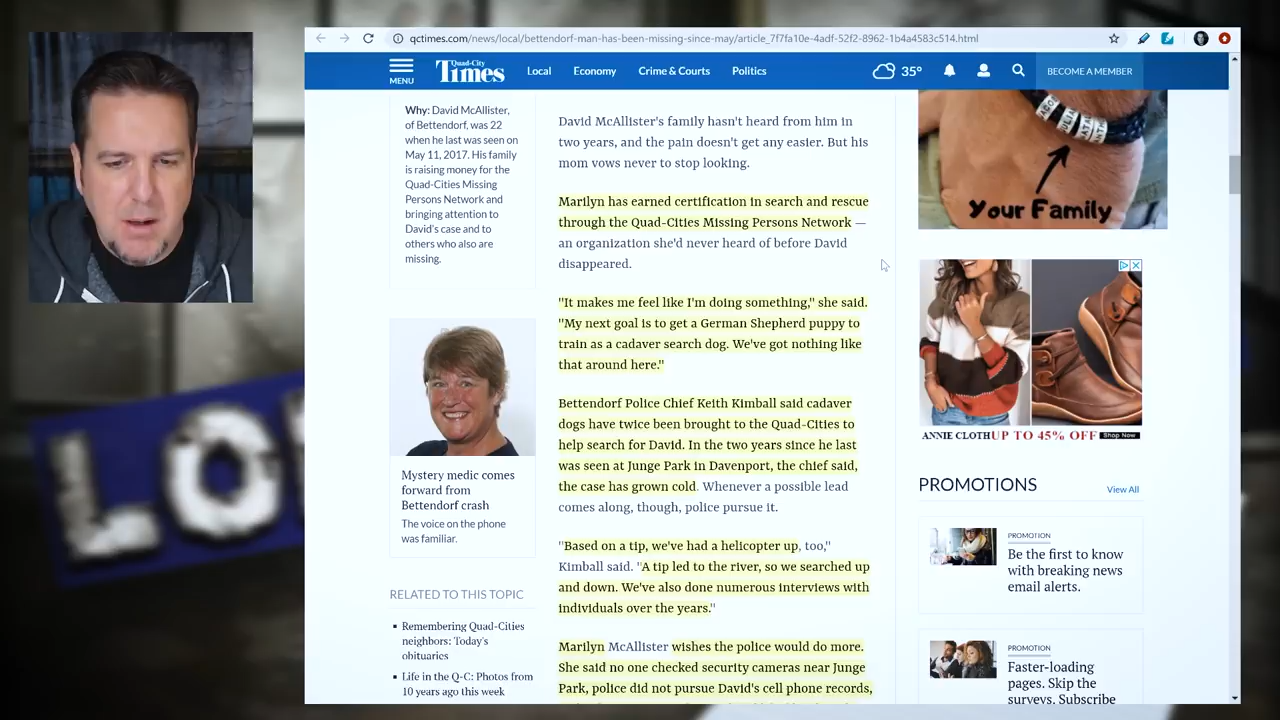 qctimes.com/news/local/bettendorf-man-has-been-missing-since-may/article_7f7fa10e-4adf-52f2-8962-1b4a4583c514.html
MENU
Quad-City
Times
Local
Economy
Crime & Courts
Politics
35°
BECOME A MEMBER
Why: David McAllister,
of Bettendorf, was 22
when he last was seen on
May 11, 2017. His family
is raising money for the
Quad-Cities Missing
Persons Network and
bringing attention to
David's case and to
others who also are
missing.
Mystery medic comes
forward from
Bettendorf crash
The voice on the phone
was familiar.
RELATED TO THIS TOPIC
Remembering Quad-Cities
neighbors: Today's
obituaries
Life in the Q-C: Photos from
10 years ago this week
David McAllister's family hasn't heard from him in
two years, and the pain doesn't get any easier. But his
mom vows never to stop looking.
Marilyn has earned certification in search and rescue
through the Quad-Cities Missing Persons Network —
an organization she'd never heard of before David
disappeared.
"It makes me feel like I'm doing something," she said.
"My next goal is to get a German Shepherd puppy to
train as a cadaver search dog. We've got nothing like
that around here."
Bettendorf Police Chief Keith Kimball said cadaver
dogs have twice been brought to the Quad-Cities to
help search for David. In the two years since he last
was seen at Junge Park in Davenport, the chief said,
the case has grown cold. Whenever a possible lead
comes along, though, police pursue it.
"Based on a tip, we've had a helicopter up, too,"
Kimball said. "A tip led to the river, so we searched up
and down. We've also done numerous interviews with
individuals over the years."
Marilyn McAllister wishes the police would do more.
She said no one checked security cameras near Junge
Park, police did not pursue David's cell phone records,
Your Family
ANNIE CLOTH UP TO 45% OFF Shop Now
PROMOTIONS
View All
PROMOTION
Be the first to know
with breaking news
email alerts.
PROMOTION
Faster-loading
pages. Skip the
surveys. Subscribe
LO